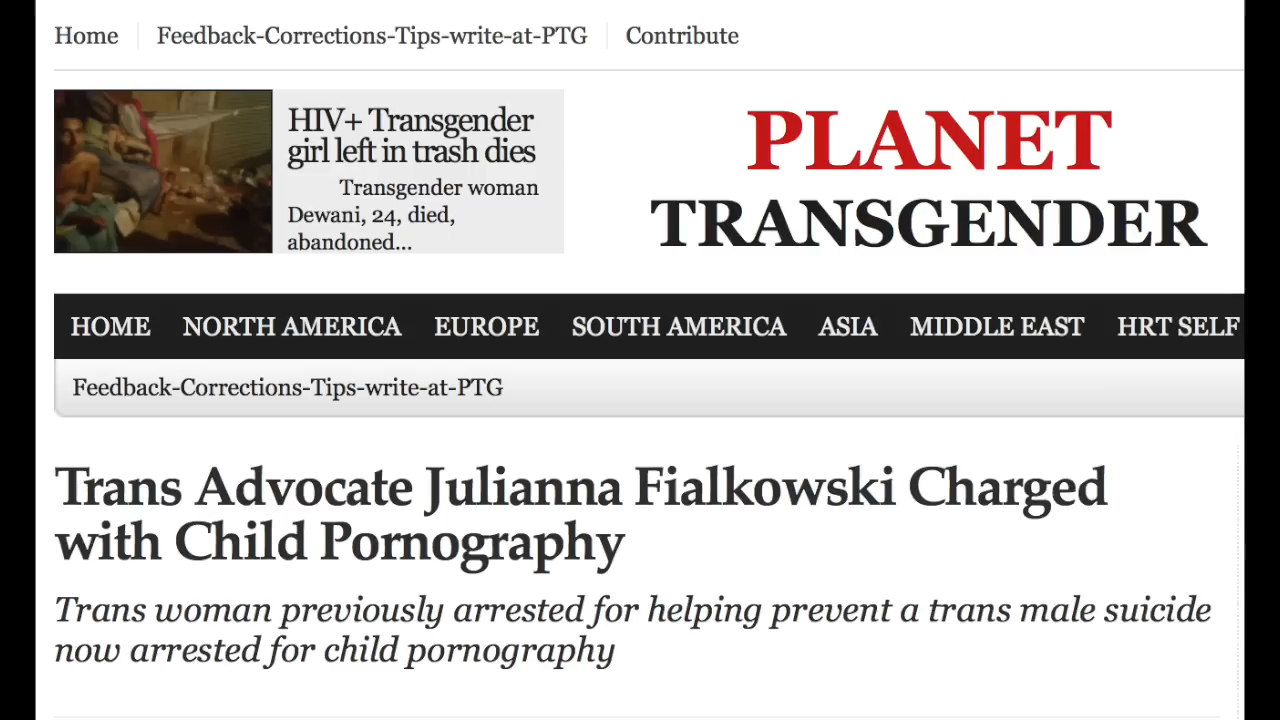 Home
Feedback-Corrections-Tips-write-at-PTG
Contribute
HIV+ Transgender
girl left in trash dies
Transgender woman
Dewani, 24, died,
abandoned...
PLANET
TRANSGENDER
HOME NORTH AMERICA EUROPE SOUTH AMERICA ASIA MIDDLE EAST HRT SELF
Feedback-Corrections-Tips-write-at-PTG
Trans Advocate Julianna Fialkowski Charged
with Child Pornography
Trans woman previously arrested for helping prevent a trans male suicide
now arrested for child pornography